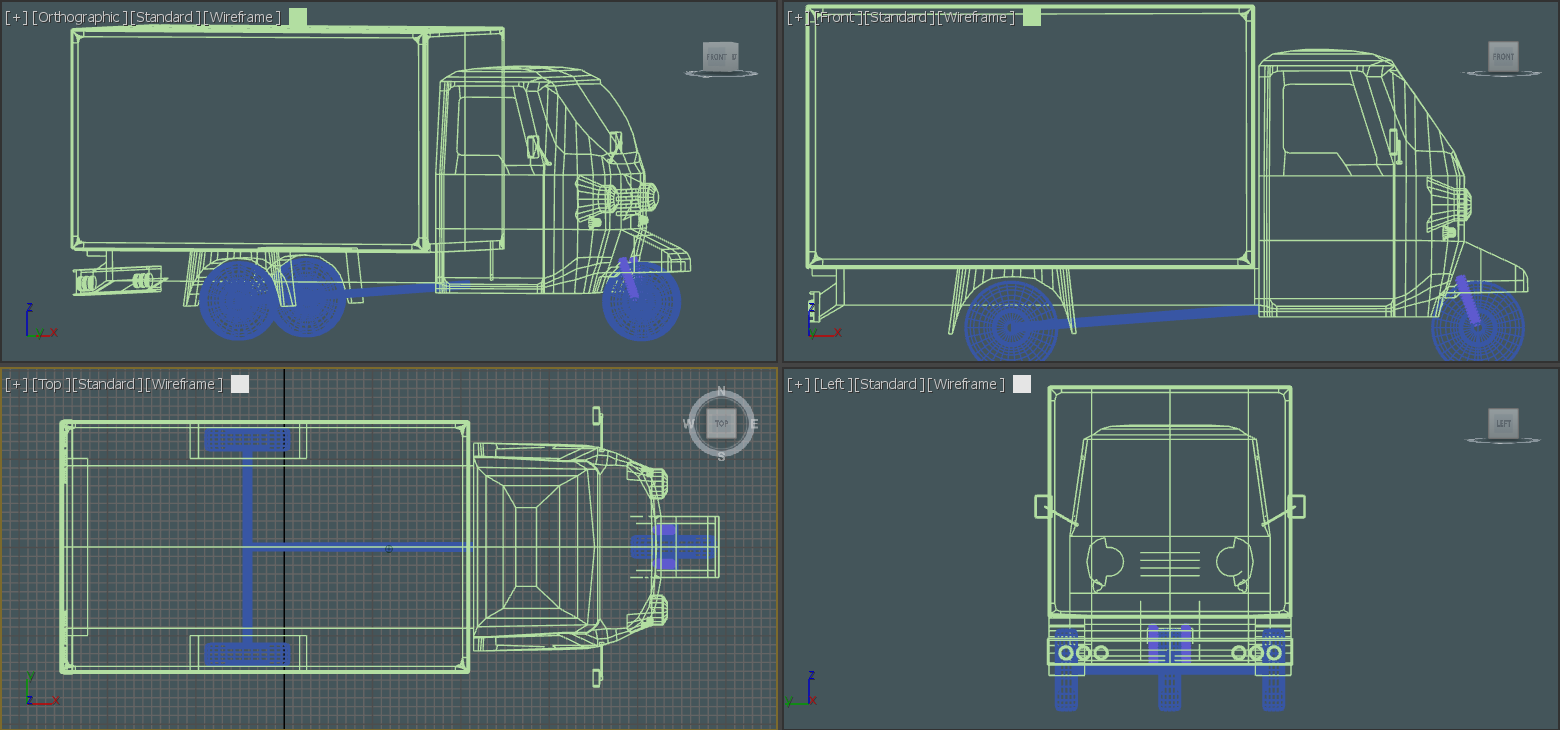 [+] [Orthographic ][Standard ][Wireframe ]
FRONT
z
y x
[+] [Front ][Standard ][Wireframe ]
FRONT
z
y x
[+] [Top ][Standard ][Wireframe ]
N
W TOP E
S
y
z x
[+] [Left ][Standard ][Wireframe ]
LEFT
z
y x